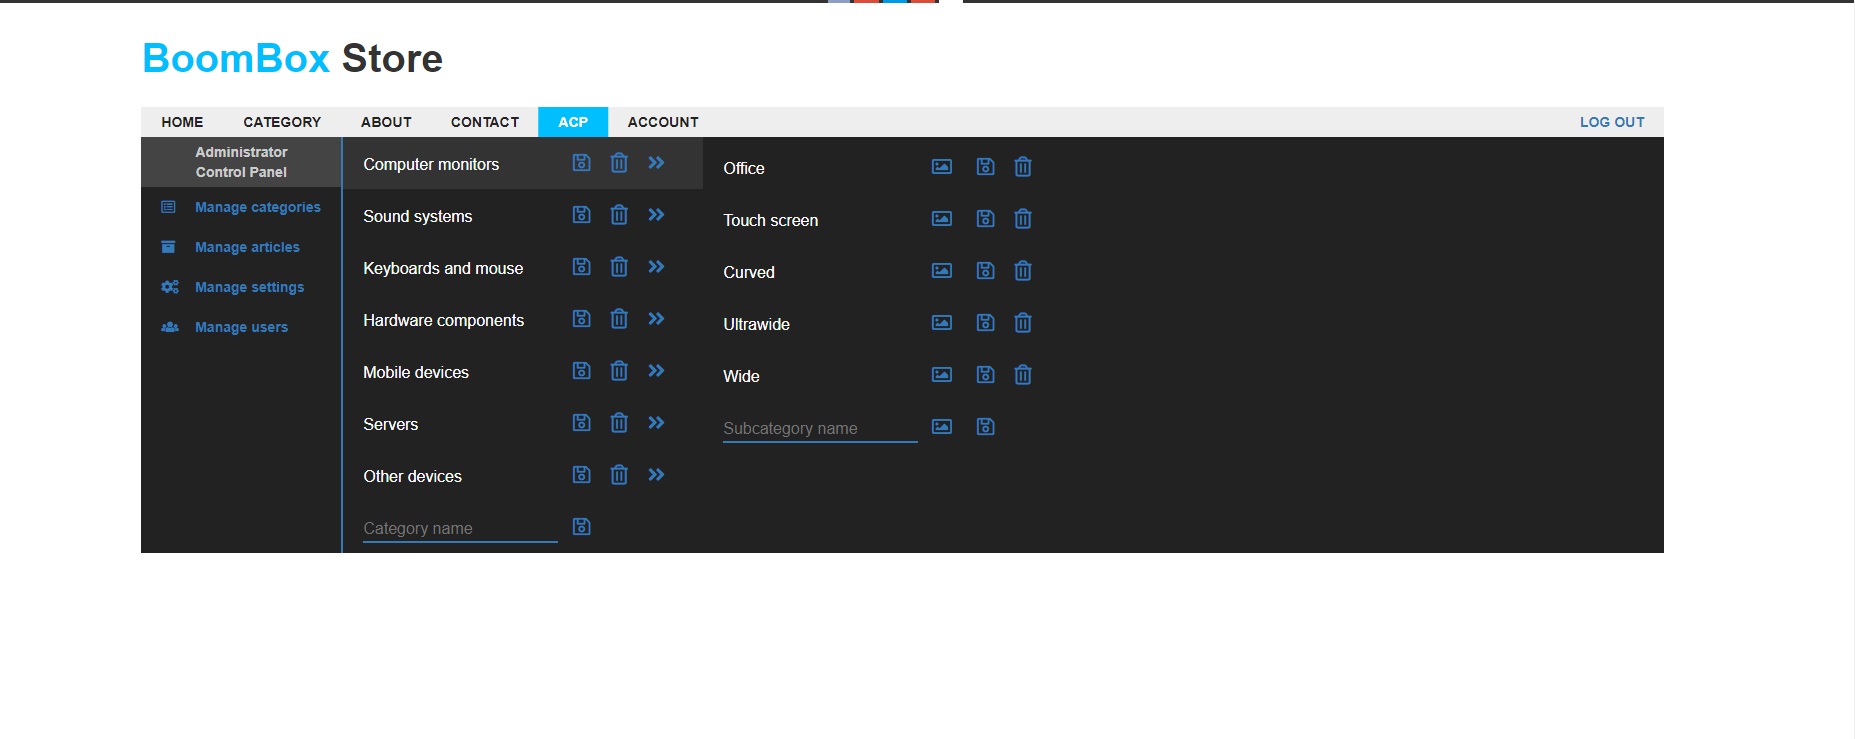 BoomBox Store
HOME CATEGORY ABOUT CONTACT ACP ACCOUNT LOG OUT
Administrator
Control Panel
Manage categories
Manage articles
Manage settings
Manage users
Computer monitors
Sound systems
Keyboards and mouse
Hardware components
Mobile devices
Servers
Other devices
Category name
Office
Touch screen
Curved
Ultrawide
Wide
Subcategory name